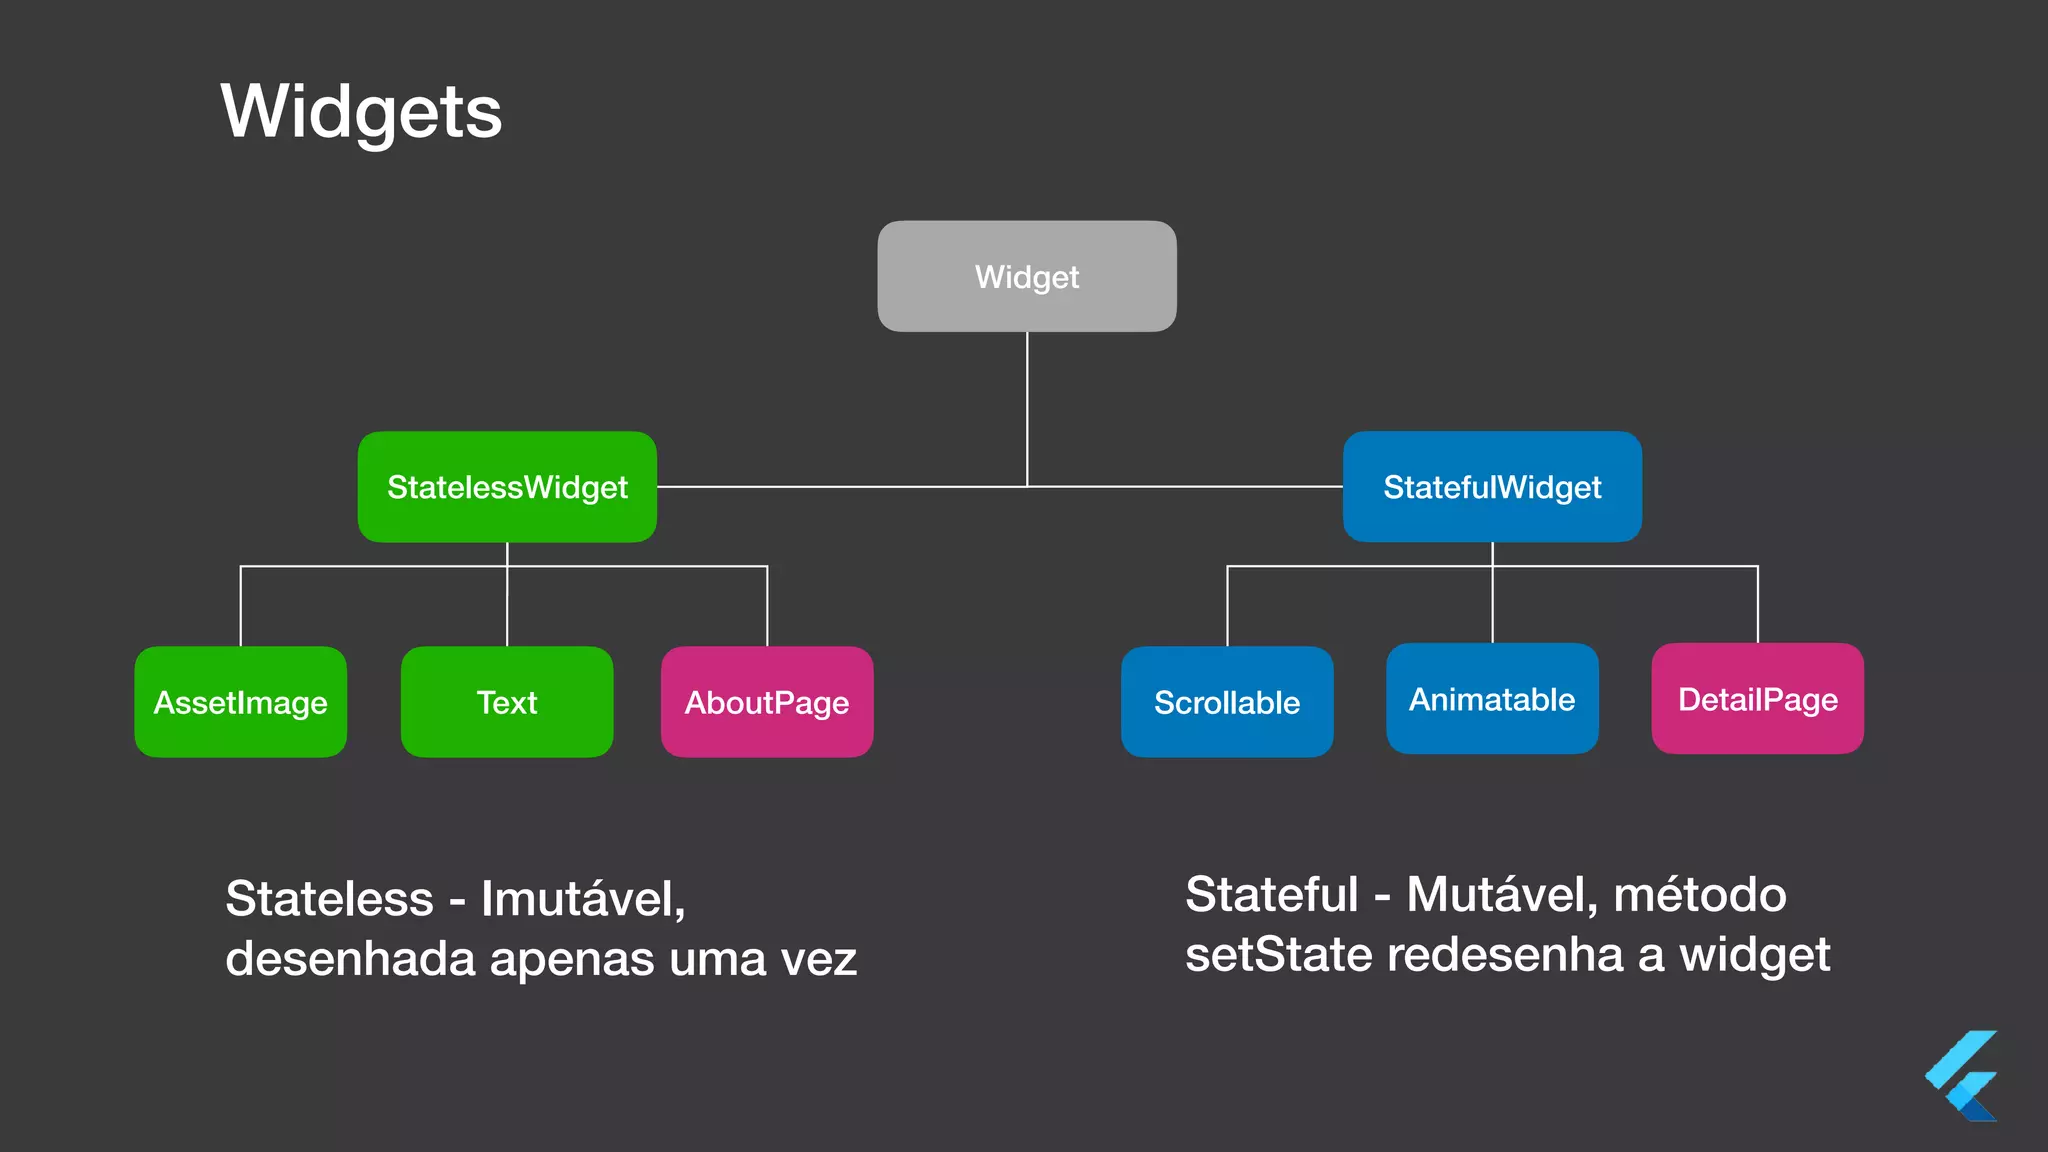 Widgets
Widget
StatelessWidget
StatefulWidget
AssetImage
Text
AboutPage
Scrollable
Animatable
DetailPage
Stateless - Imutável,
desenhada apenas uma vez
Stateful - Mutável, método
setState redesenha a widget